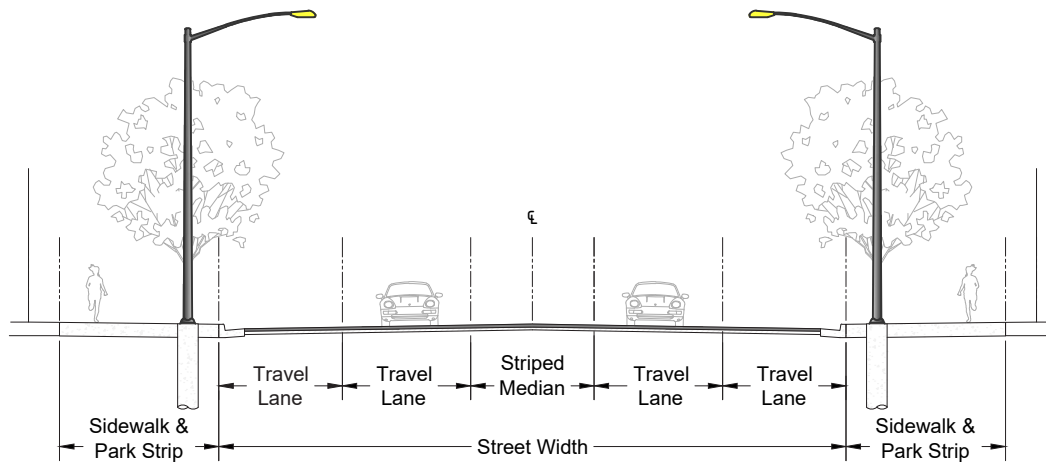 ℄
Travel
Lane
Travel
Lane
Striped
Median
Travel
Lane
Travel
Lane
Sidewalk &
Park Strip
Street Width
Sidewalk &
Park Strip